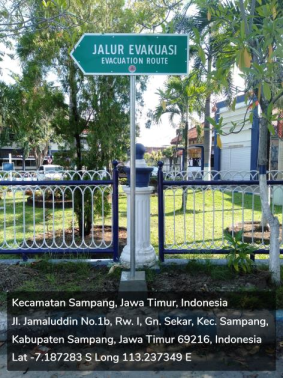 JALUR EVAKUASI
EVACUATION ROUTE
Kecamatan Sampang, Jawa Timur, Indonesia
Jl. Jamaluddin No.1b, Rw. I, Gn. Sekar, Kec. Sampang,
Kabupaten Sampang, Jawa Timur 69216, Indonesia
Lat -7.187283 S Long 113.237349 E